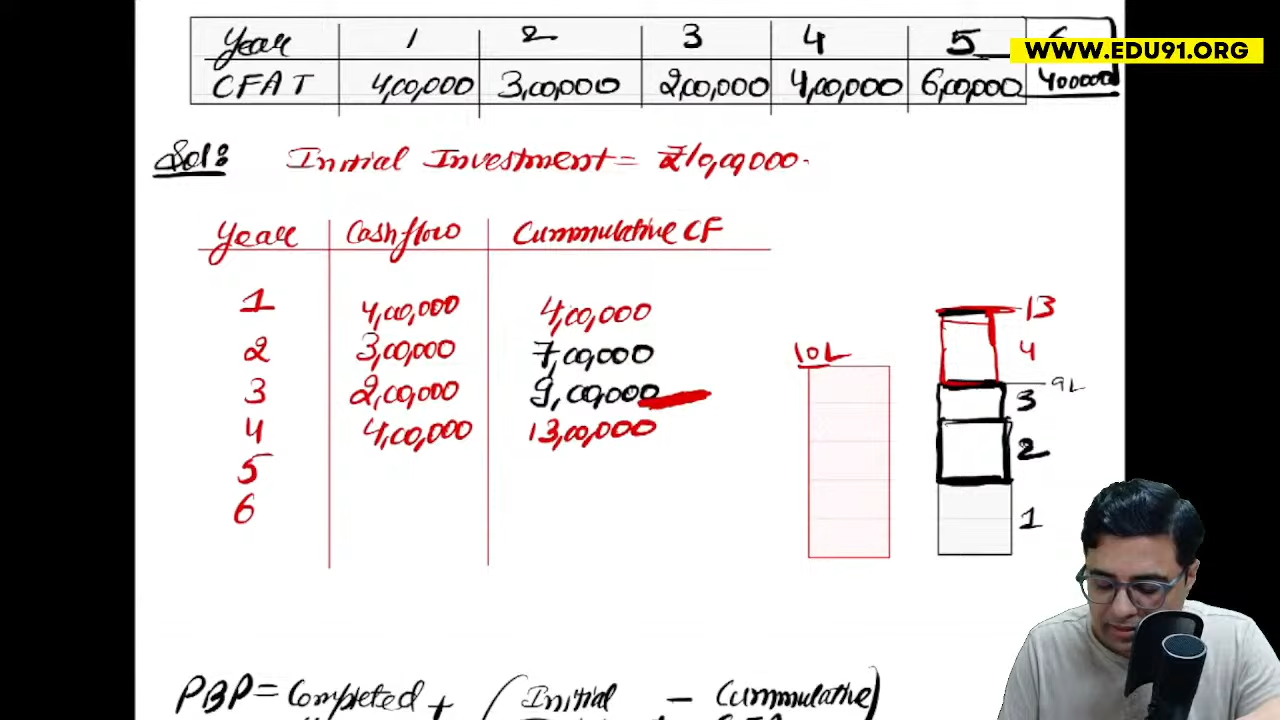 Year 1 2 3 4 5
WWW.EDU91.ORG
CFAT 4,00,000 3,00,000 2,00,000 4,00,000 6,00,000 400000
Sol: Initial Investment = ₹10,00,000.
Year Cashflow Cummulative CF
1 4,00,000 4,00,000
2 3,00,000 7,00,000
3 2,00,000 9,00,000
4 4,00,000 13,00,000
5
6
10L
13
4
9L
3
2
1
PBP = Completed + (Initial - Cummulative)